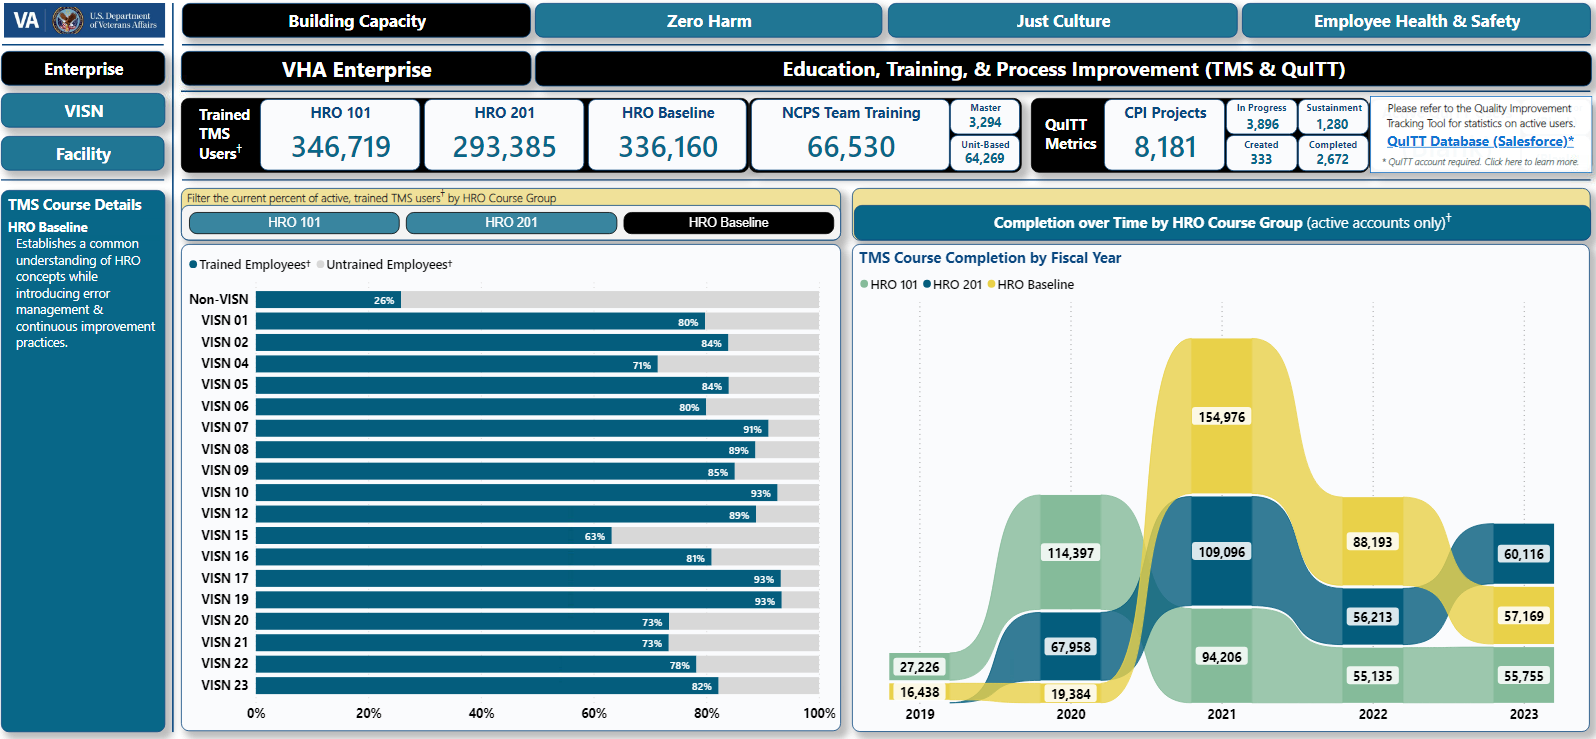 VA
U.S. Department
of Veterans Affairs
Building Capacity
Zero Harm
Just Culture
Employee Health & Safety
Enterprise
VISN
Facility
VHA Enterprise
Education, Training, & Process Improvement (TMS & QuITT)
Trained
TMS
Users†
HRO 101
346,719
HRO 201
293,385
HRO Baseline
336,160
NCPS Team Training
66,530
Master
3,294
Unit-Based
64,269
QuITT
Metrics
CPI Projects
8,181
In Progress
3,896
Sustainment
1,280
Created
333
Completed
2,672
Please refer to the Quality Improvement
Tracking Tool for statistics on active users.
QuITT Database (Salesforce)*
* QuITT account required. Click here to learn more.
TMS Course Details
HRO Baseline
Establishes a common
understanding of HRO
concepts while
introducing error
management &
continuous improvement
practices.
Filter the current percent of active, trained TMS users† by HRO Course Group
HRO 101
HRO 201
HRO Baseline
Trained Employees† Untrained Employees†
Non-VISN 26%
VISN 01 80%
VISN 02 84%
VISN 04 71%
VISN 05 84%
VISN 06 80%
VISN 07 91%
VISN 08 89%
VISN 09 85%
VISN 10 93%
VISN 12 89%
VISN 15 63%
VISN 16 81%
VISN 17 93%
VISN 19 93%
VISN 20 73%
VISN 21 73%
VISN 22 78%
VISN 23 82%
0% 20% 40% 60% 80% 100%
Completion over Time by HRO Course Group (active accounts only)†
TMS Course Completion by Fiscal Year
HRO 101 HRO 201 HRO Baseline
27,226
16,438
114,397
67,958
19,384
154,976
109,096
94,206
88,193
56,213
55,135
60,116
57,169
55,755
2019 2020 2021 2022 2023